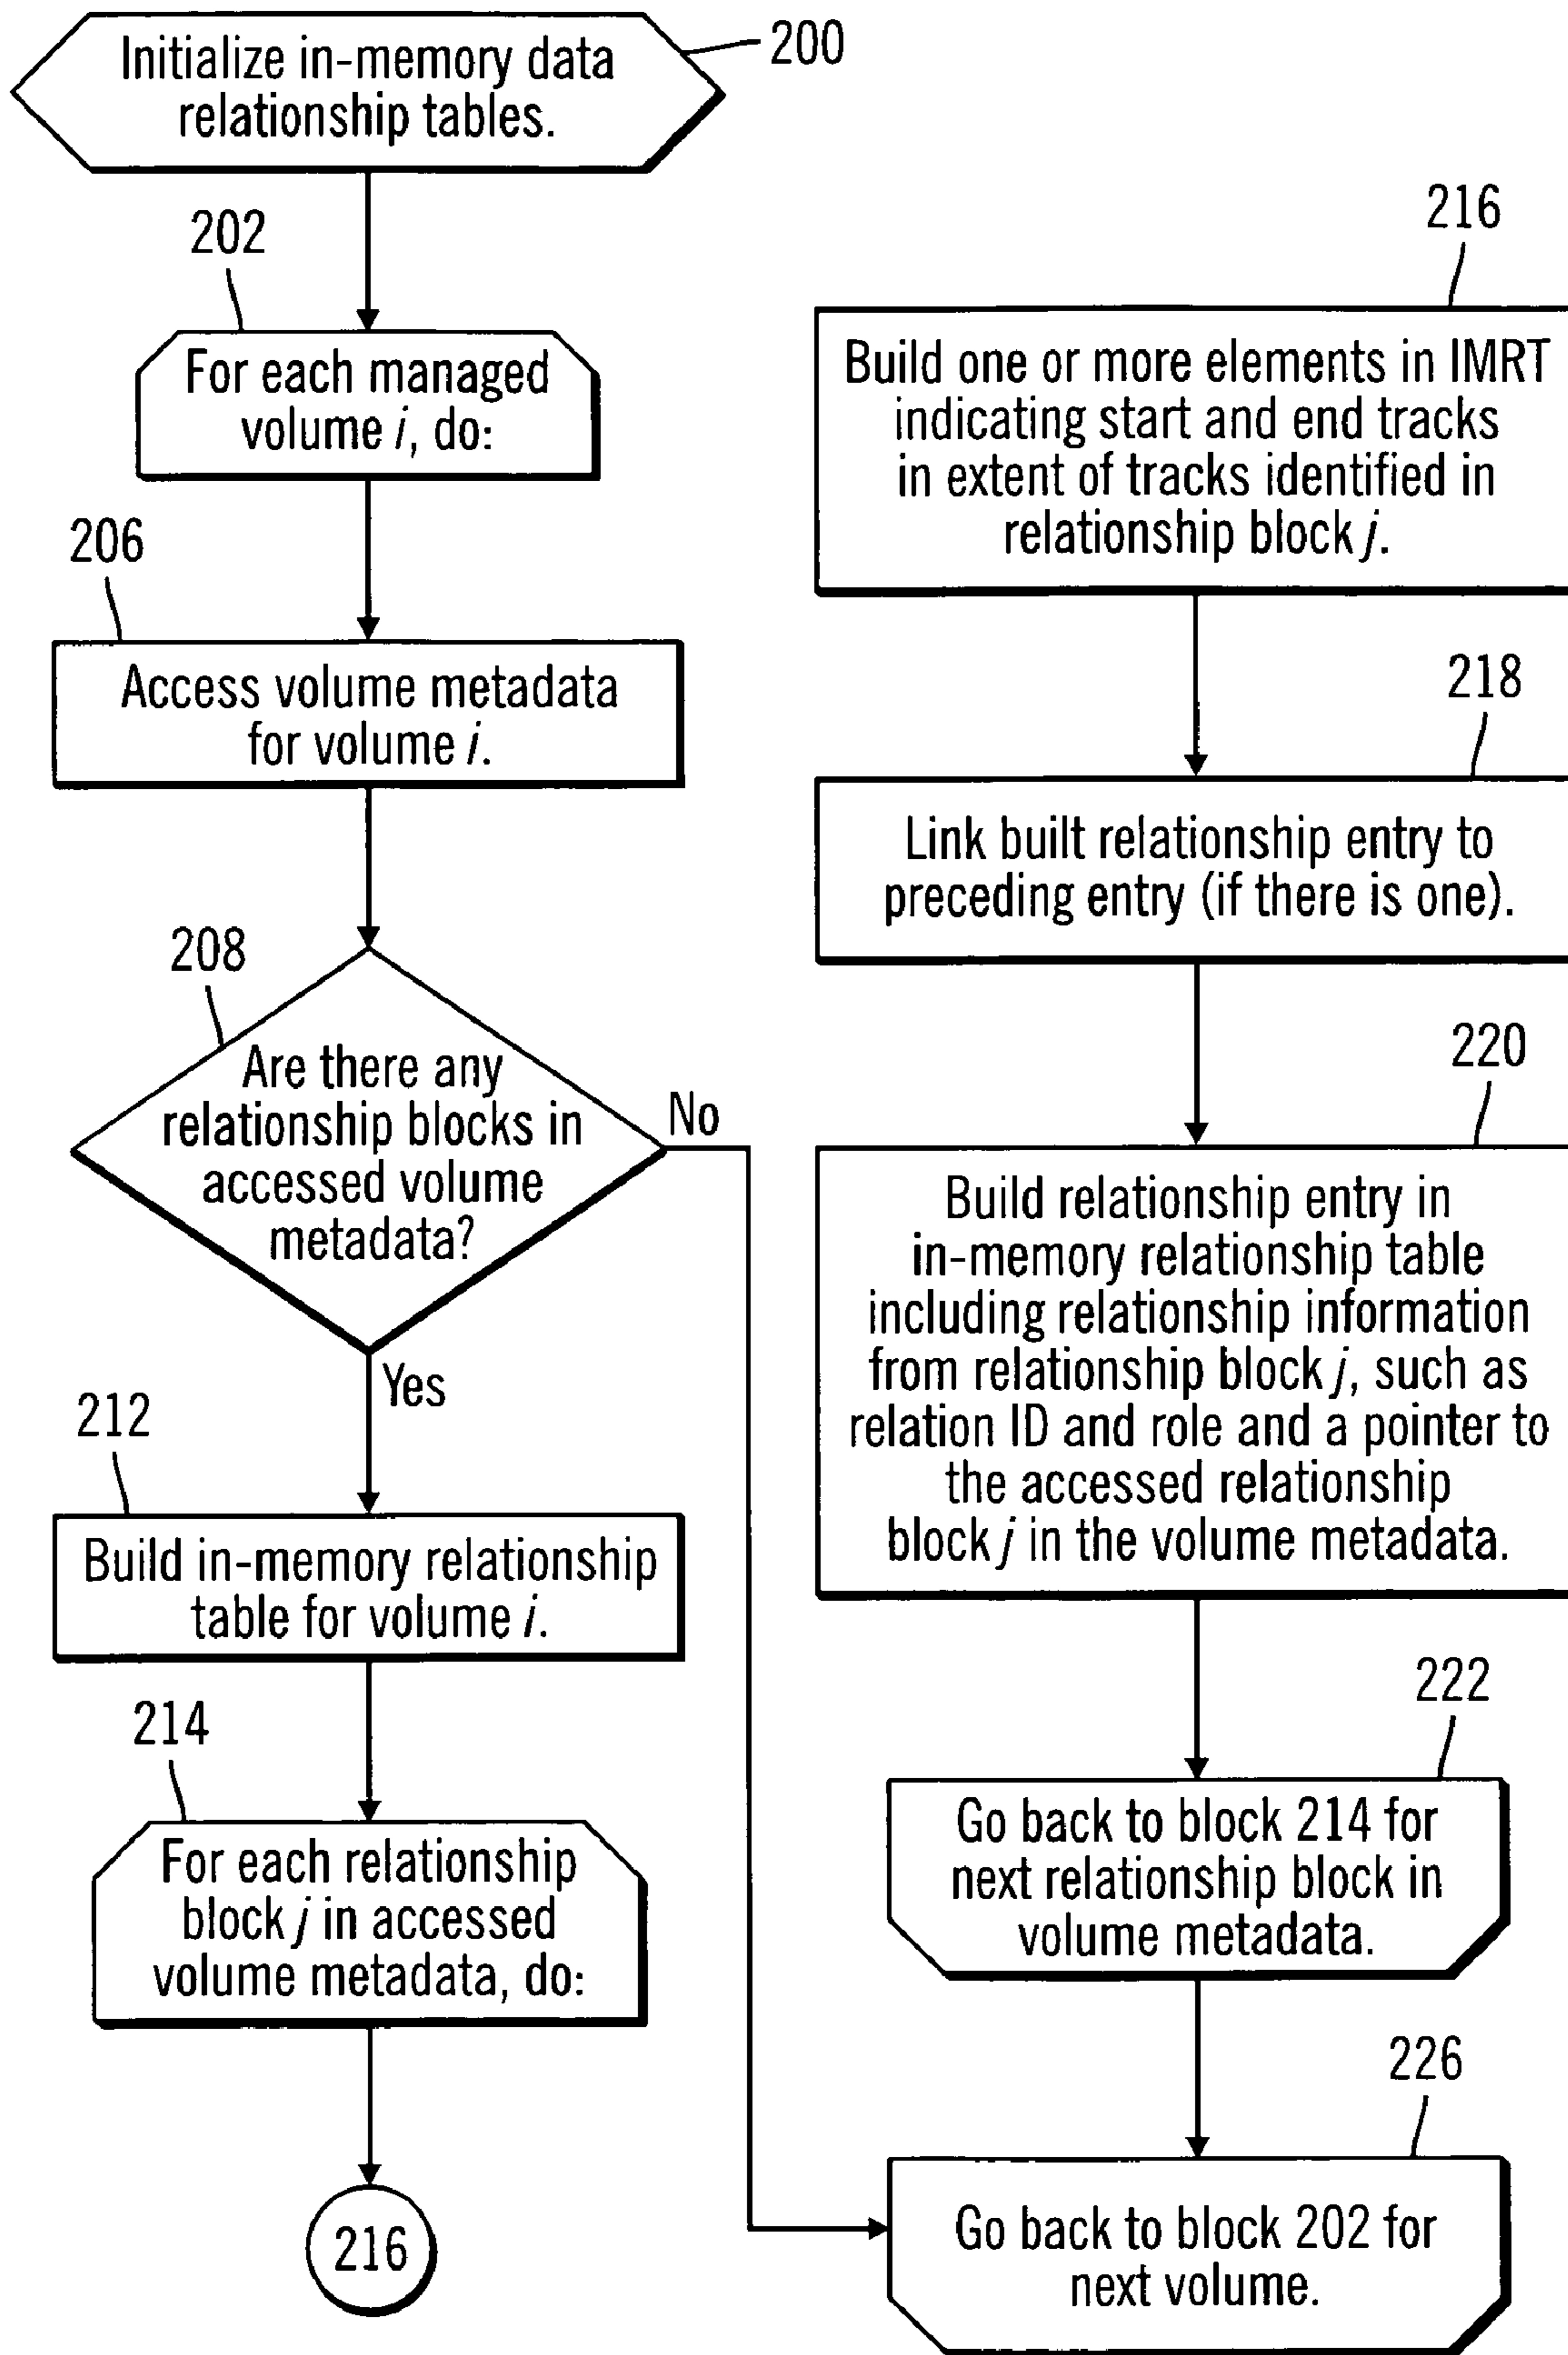 Initialize in-memory data
relationship tables.
200
202
For each managed
volume i, do:
206
Access volume metadata
for volume i.
208
Are there any
relationship blocks in
accessed volume
metadata?
No
Yes
212
Build in-memory relationship
table for volume i.
214
For each relationship
block j in accessed
volume metadata, do:
216
216
Build one or more elements in IMRT
indicating start and end tracks
in extent of tracks identified in
relationship block j.
218
Link built relationship entry to
preceding entry (if there is one).
220
Build relationship entry in
in-memory relationship table
including relationship information
from relationship block j, such as
relation ID and role and a pointer to
the accessed relationship
block j in the volume metadata.
222
Go back to block 214 for
next relationship block in
volume metadata.
226
Go back to block 202 for
next volume.